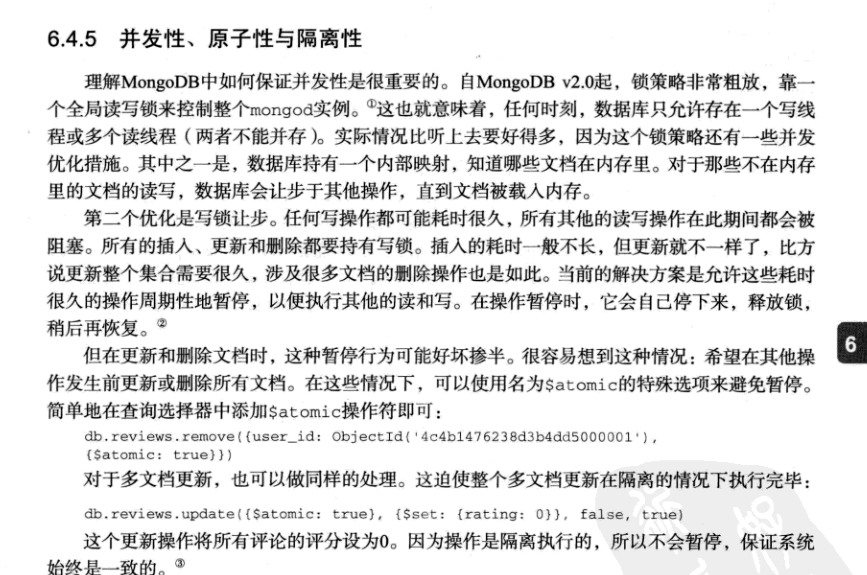 6.4.5 并发性、原子性与隔离性
理解MongoDB中如何保证并发性是很重要的。自MongoDB v2.0起，锁策略非常粗放，靠一
个全局读写锁来控制整个mongod实例。①这也就意味着，任何时刻，数据库只允许存在一个写线
程或多个读线程（两者不能并存）。实际情况比听上去要好得多，因为这个锁策略还有一些并发
优化措施。其中之一是，数据库持有一个内部映射，知道哪些文档在内存里。对于那些不在内存
里的文档的读写，数据库会让步于其他操作，直到文档被载入内存。
第二个优化是写锁让步。任何写操作都可能耗时很久，所有其他的读写操作在此期间都会被
阻塞。所有的插入、更新和删除都要持有写锁。插入的耗时一般不长，但更新就不一样了，比方
说更新整个集合需要很久，涉及很多文档的删除操作也是如此。当前的解决方案是允许这些耗时
很久的操作周期性地暂停，以便执行其他的读和写。在操作暂停时，它会自己停下来，释放锁，
稍后再恢复。②
6
但在更新和删除文档时，这种暂停行为可能好坏掺半。很容易想到这种情况：希望在其他操
作发生前更新或删除所有文档。在这些情况下，可以使用名为$atomic的特殊选项来避免暂停。
简单地在查询选择器中添加$atomic操作符即可：
db.reviews.remove({user_id: ObjectId('4c4b1476238d3b4dd5000001'),
{$atomic: true}})
对于多文档更新，也可以做同样的处理。这迫使整个多文档更新在隔离的情况下执行完毕：
db.reviews.update({$atomic: true}, {$set: {rating: 0}}, false, true)
这个更新操作将所有评论的评分设为0。因为操作是隔离执行的，所以不会暂停，保证系统
始终是一致的。③